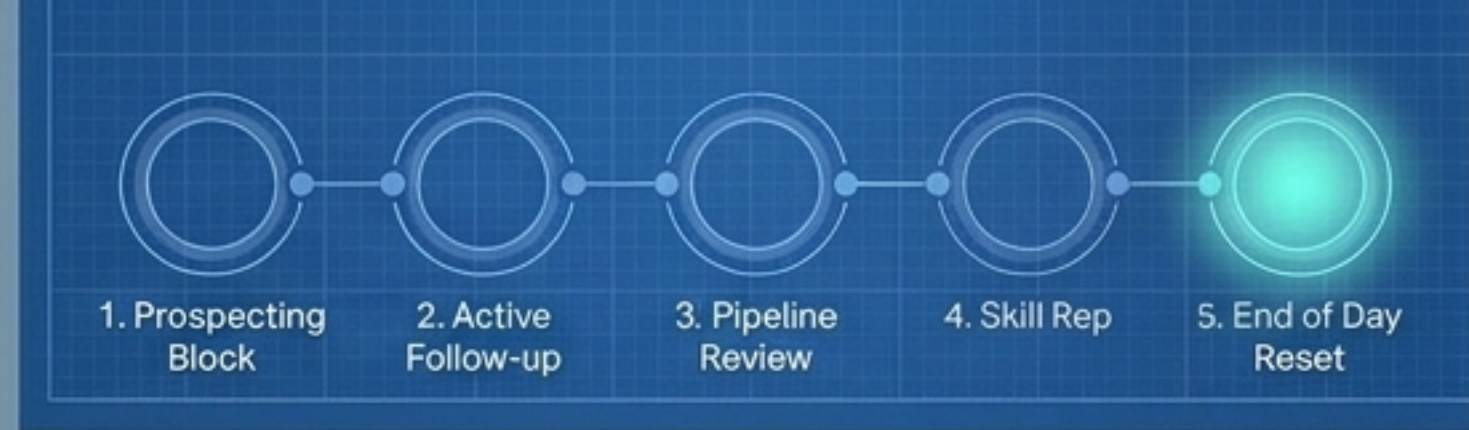 1. Prospecting
Block
2. Active
Follow-up
3. Pipeline
Review
4. Skill Rep
5. End of Day
Reset